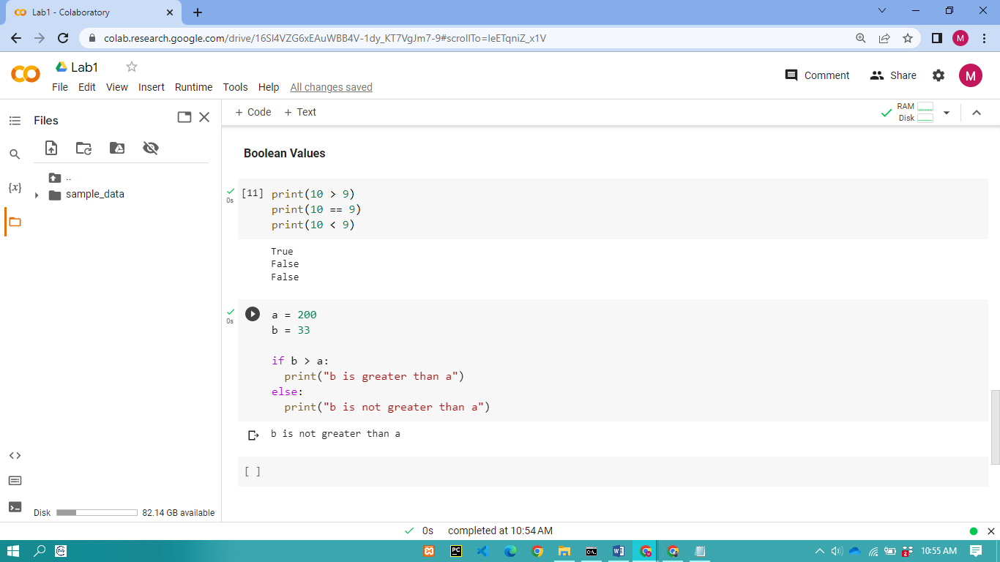 Lab1 - Colaboratory
colab.research.google.com/drive/16Sl4VZG6xEAuWBB4V-1dy_KT7VgJm7-9#scrollTo=IeETqniZ_x1V
M
Lab1
File Edit View Insert Runtime Tools Help All changes saved
Comment Share M
Files
+ Code + Text
RAM
Disk
..
sample_data
{x}
Boolean Values
[11] print(10 > 9)
print(10 == 9)
print(10 < 9)
0s
True
False
False
0s
a = 200
b = 33
if b > a:
print("b is greater than a")
else:
print("b is not greater than a")
b is not greater than a
[ ]
Disk 82.14 GB available
0s completed at 10:54 AM
PC
C:\
W
2
10:55 AM